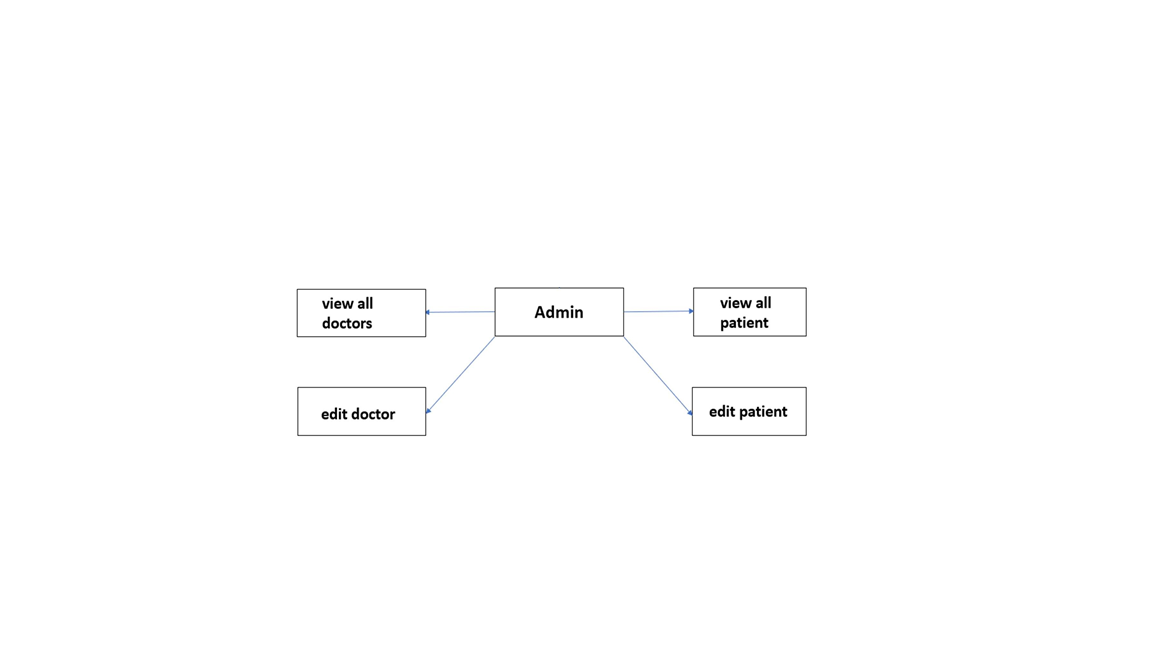 view all
doctors
Admin
view all
patient
edit doctor
edit patient